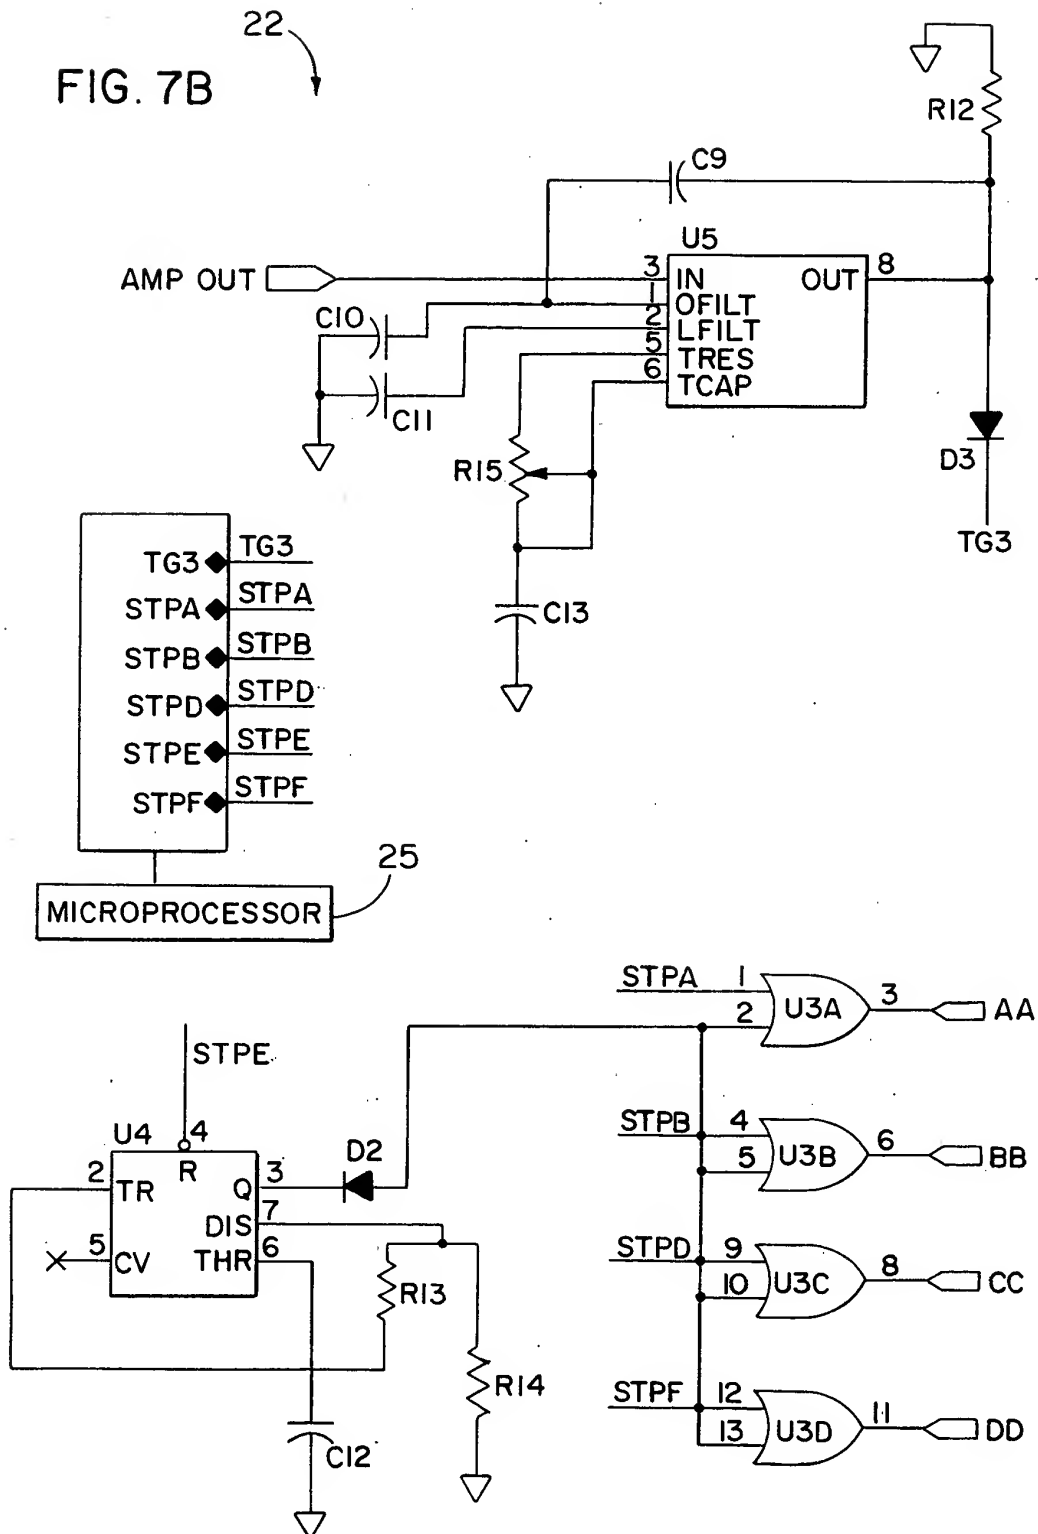 22
FIG. 7B
R12
C9
U5
AMP OUT
3 IN
OUT 8
1 OFILT
C10
2 LFILT
5 TRES
6 TCAP
C11
R15
D3
TG3
C13
TG3 TG3
STPA STPA
STPB STPB
STPD STPD
STPE STPE
STPF STPF
25
MICROPROCESSOR
STPA 1
2
U3A
3
AA
STPE
STPB 4
5
U3B
6
BB
U4 4
R
D2
2 TR
Q 3
DIS 7
5 CV
THR 6
STPD 9
10
U3C
8
CC
R13
R14
STPF 12
13
U3D
11
DD
C12